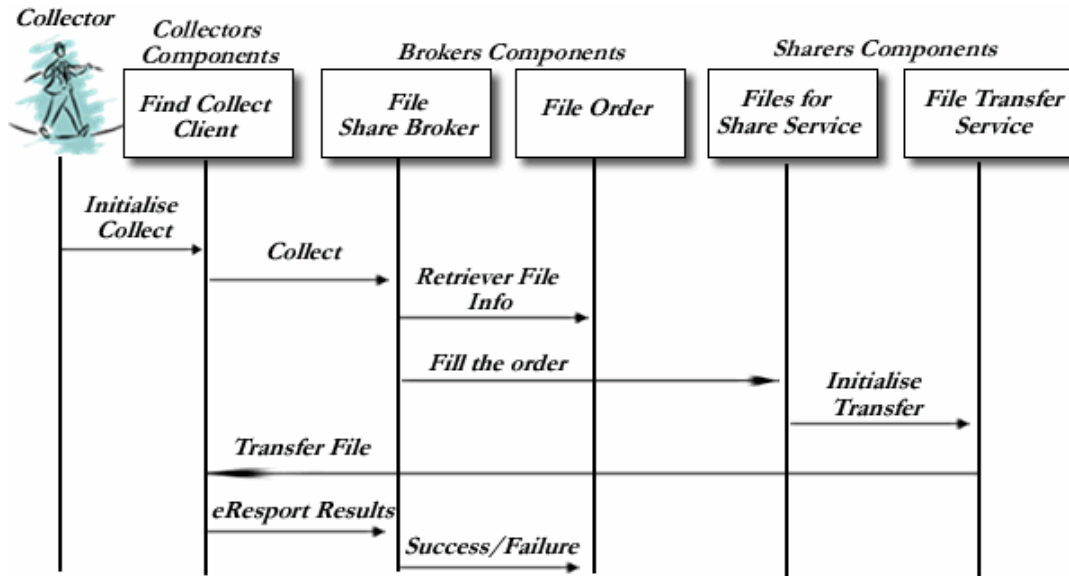 Collector
Collectors
Components
Brokers Components
Sharers Components
Find Collect
Client
File
Share Broker
File Order
Files for
Share Service
File Transfer
Service
Initialise
Collect
Collect
Retriever File
Info
Fill the order
Initialise
Transfer
Transfer File
eResport Results
Success/Failure